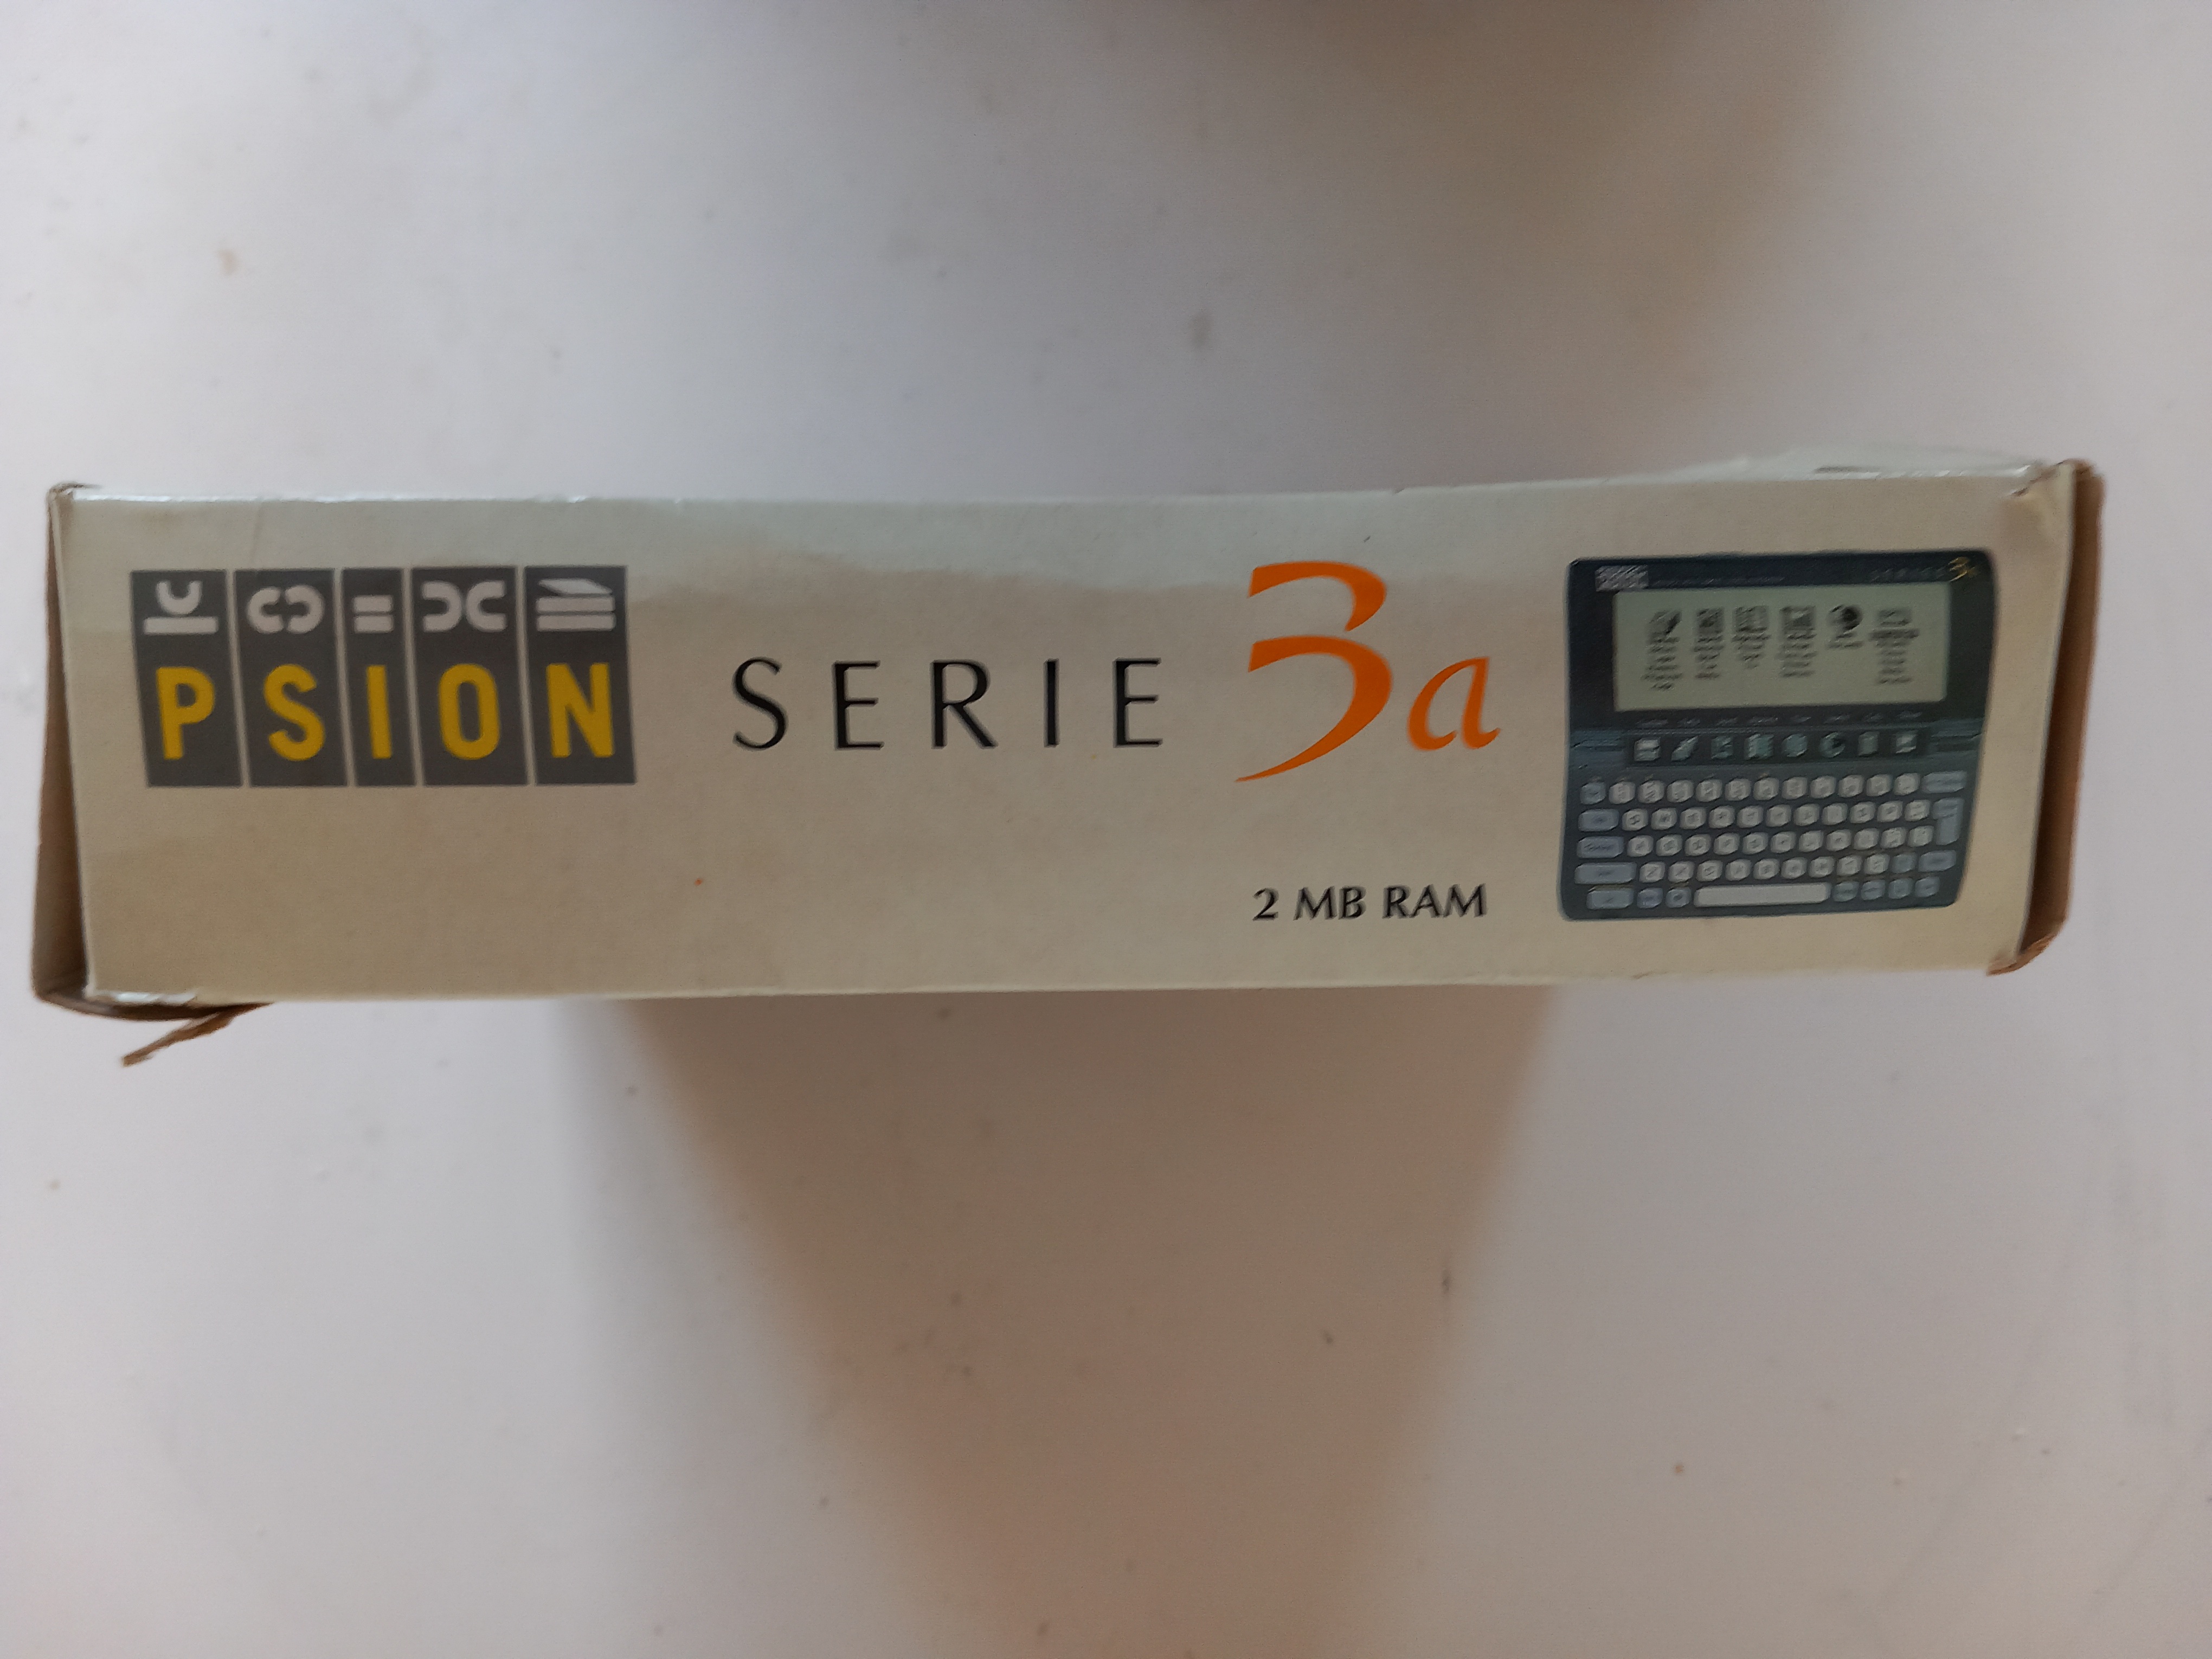 PSION
SERIE 3a
2 MB RAM